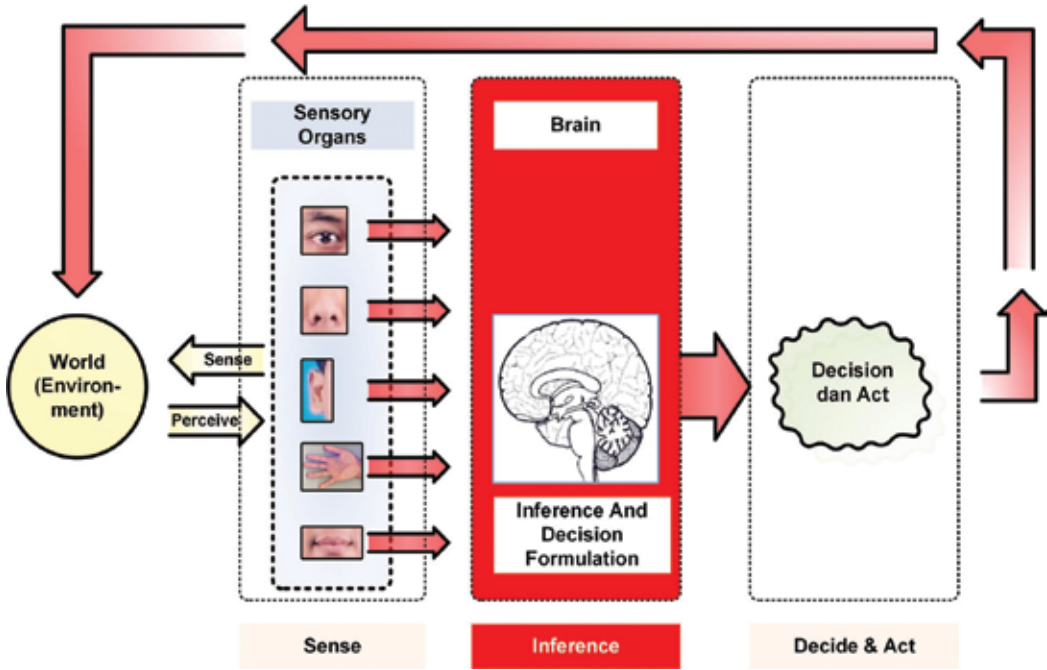 Sensory
Organs
Brain
World
(Environ-
ment)
Sense
Perceive
Decision
dan Act
Inference And
Decision
Formulation
Sense
Inference
Decide & Act